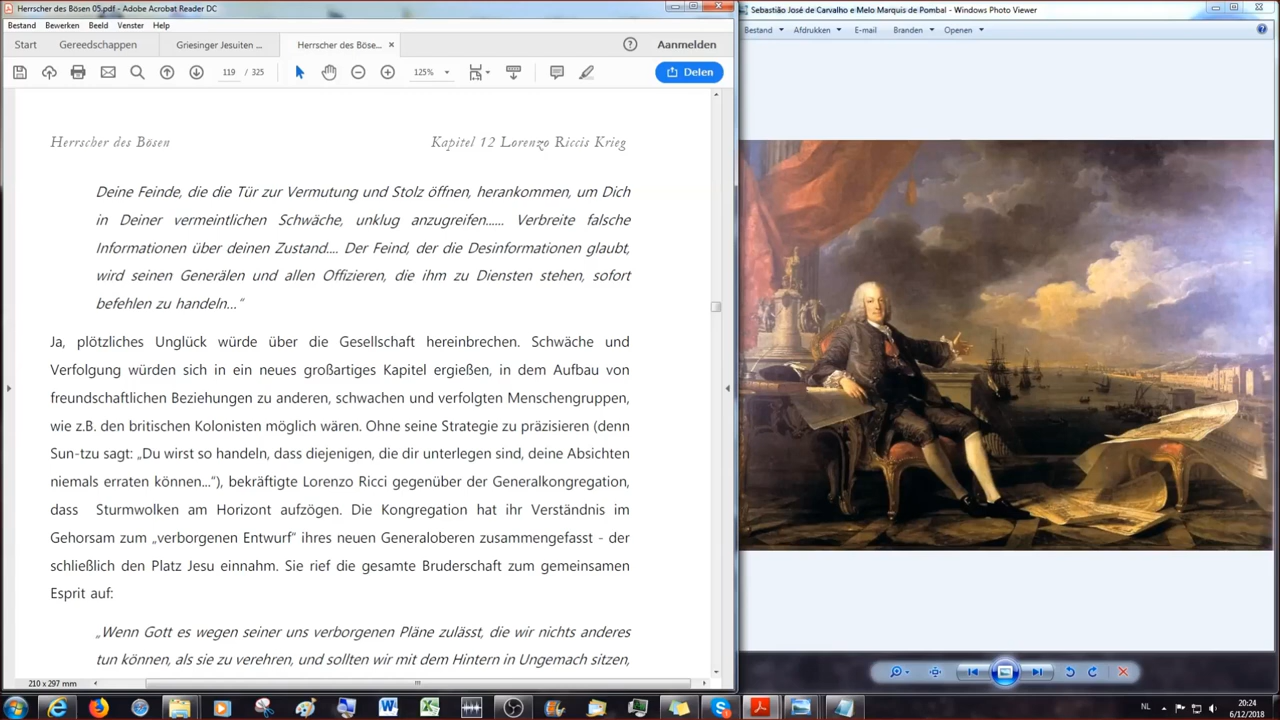 Herrscher des Bösen 05.pdf - Adobe Acrobat Reader DC
Bestand Bewerken Beeld Venster Help
Start Gereedschappen Griesinger Jesuiten ... Herrscher des Böse... × Aanmelden
119 / 325 125% Delen
Herrscher des Bösen Kapitel 12 Lorenzo Riccis Krieg
Deine Feinde, die die Tür zur Vermutung und Stolz öffnen, herankommen, um Dich
in Deiner vermeintlichen Schwäche, unklug anzugreifen...... Verbreite falsche
Informationen über deinen Zustand.... Der Feind, der die Desinformationen glaubt,
wird seinen Generälen und allen Offizieren, die ihm zu Diensten stehen, sofort
befehlen zu handeln...“
Ja, plötzliches Unglück würde über die Gesellschaft hereinbrechen. Schwäche und
Verfolgung würden sich in ein neues großartiges Kapitel ergießen, in dem Aufbau von
freundschaftlichen Beziehungen zu anderen, schwachen und verfolgten Menschengruppen,
wie z.B. den britischen Kolonisten möglich wären. Ohne seine Strategie zu präzisieren (denn
Sun-tzu sagt: „Du wirst so handeln, dass diejenigen, die dir unterlegen sind, deine Absichten
niemals erraten können...“), bekräftigte Lorenzo Ricci gegenüber der Generalkongregation,
dass Sturmwolken am Horizont aufzögen. Die Kongregation hat ihr Verständnis im
Gehorsam zum „verborgenen Entwurf“ ihres neuen Generaloberen zusammengefasst - der
schließlich den Platz Jesu einnahm. Sie rief die gesamte Bruderschaft zum gemeinsamen
Esprit auf:
„Wenn Gott es wegen seiner uns verborgenen Pläne zulässt, die wir nichts anderes
tun können, als sie zu verehren, und sollten wir mit dem Hintern in Ungemach sitzen,
210 x 297 mm
Sebastião José de Carvalho e Melo Marquis de Pombal - Windows Photo Viewer
Bestand Afdrukken E-mail Branden Openen
NL 20:24
6/12/2018